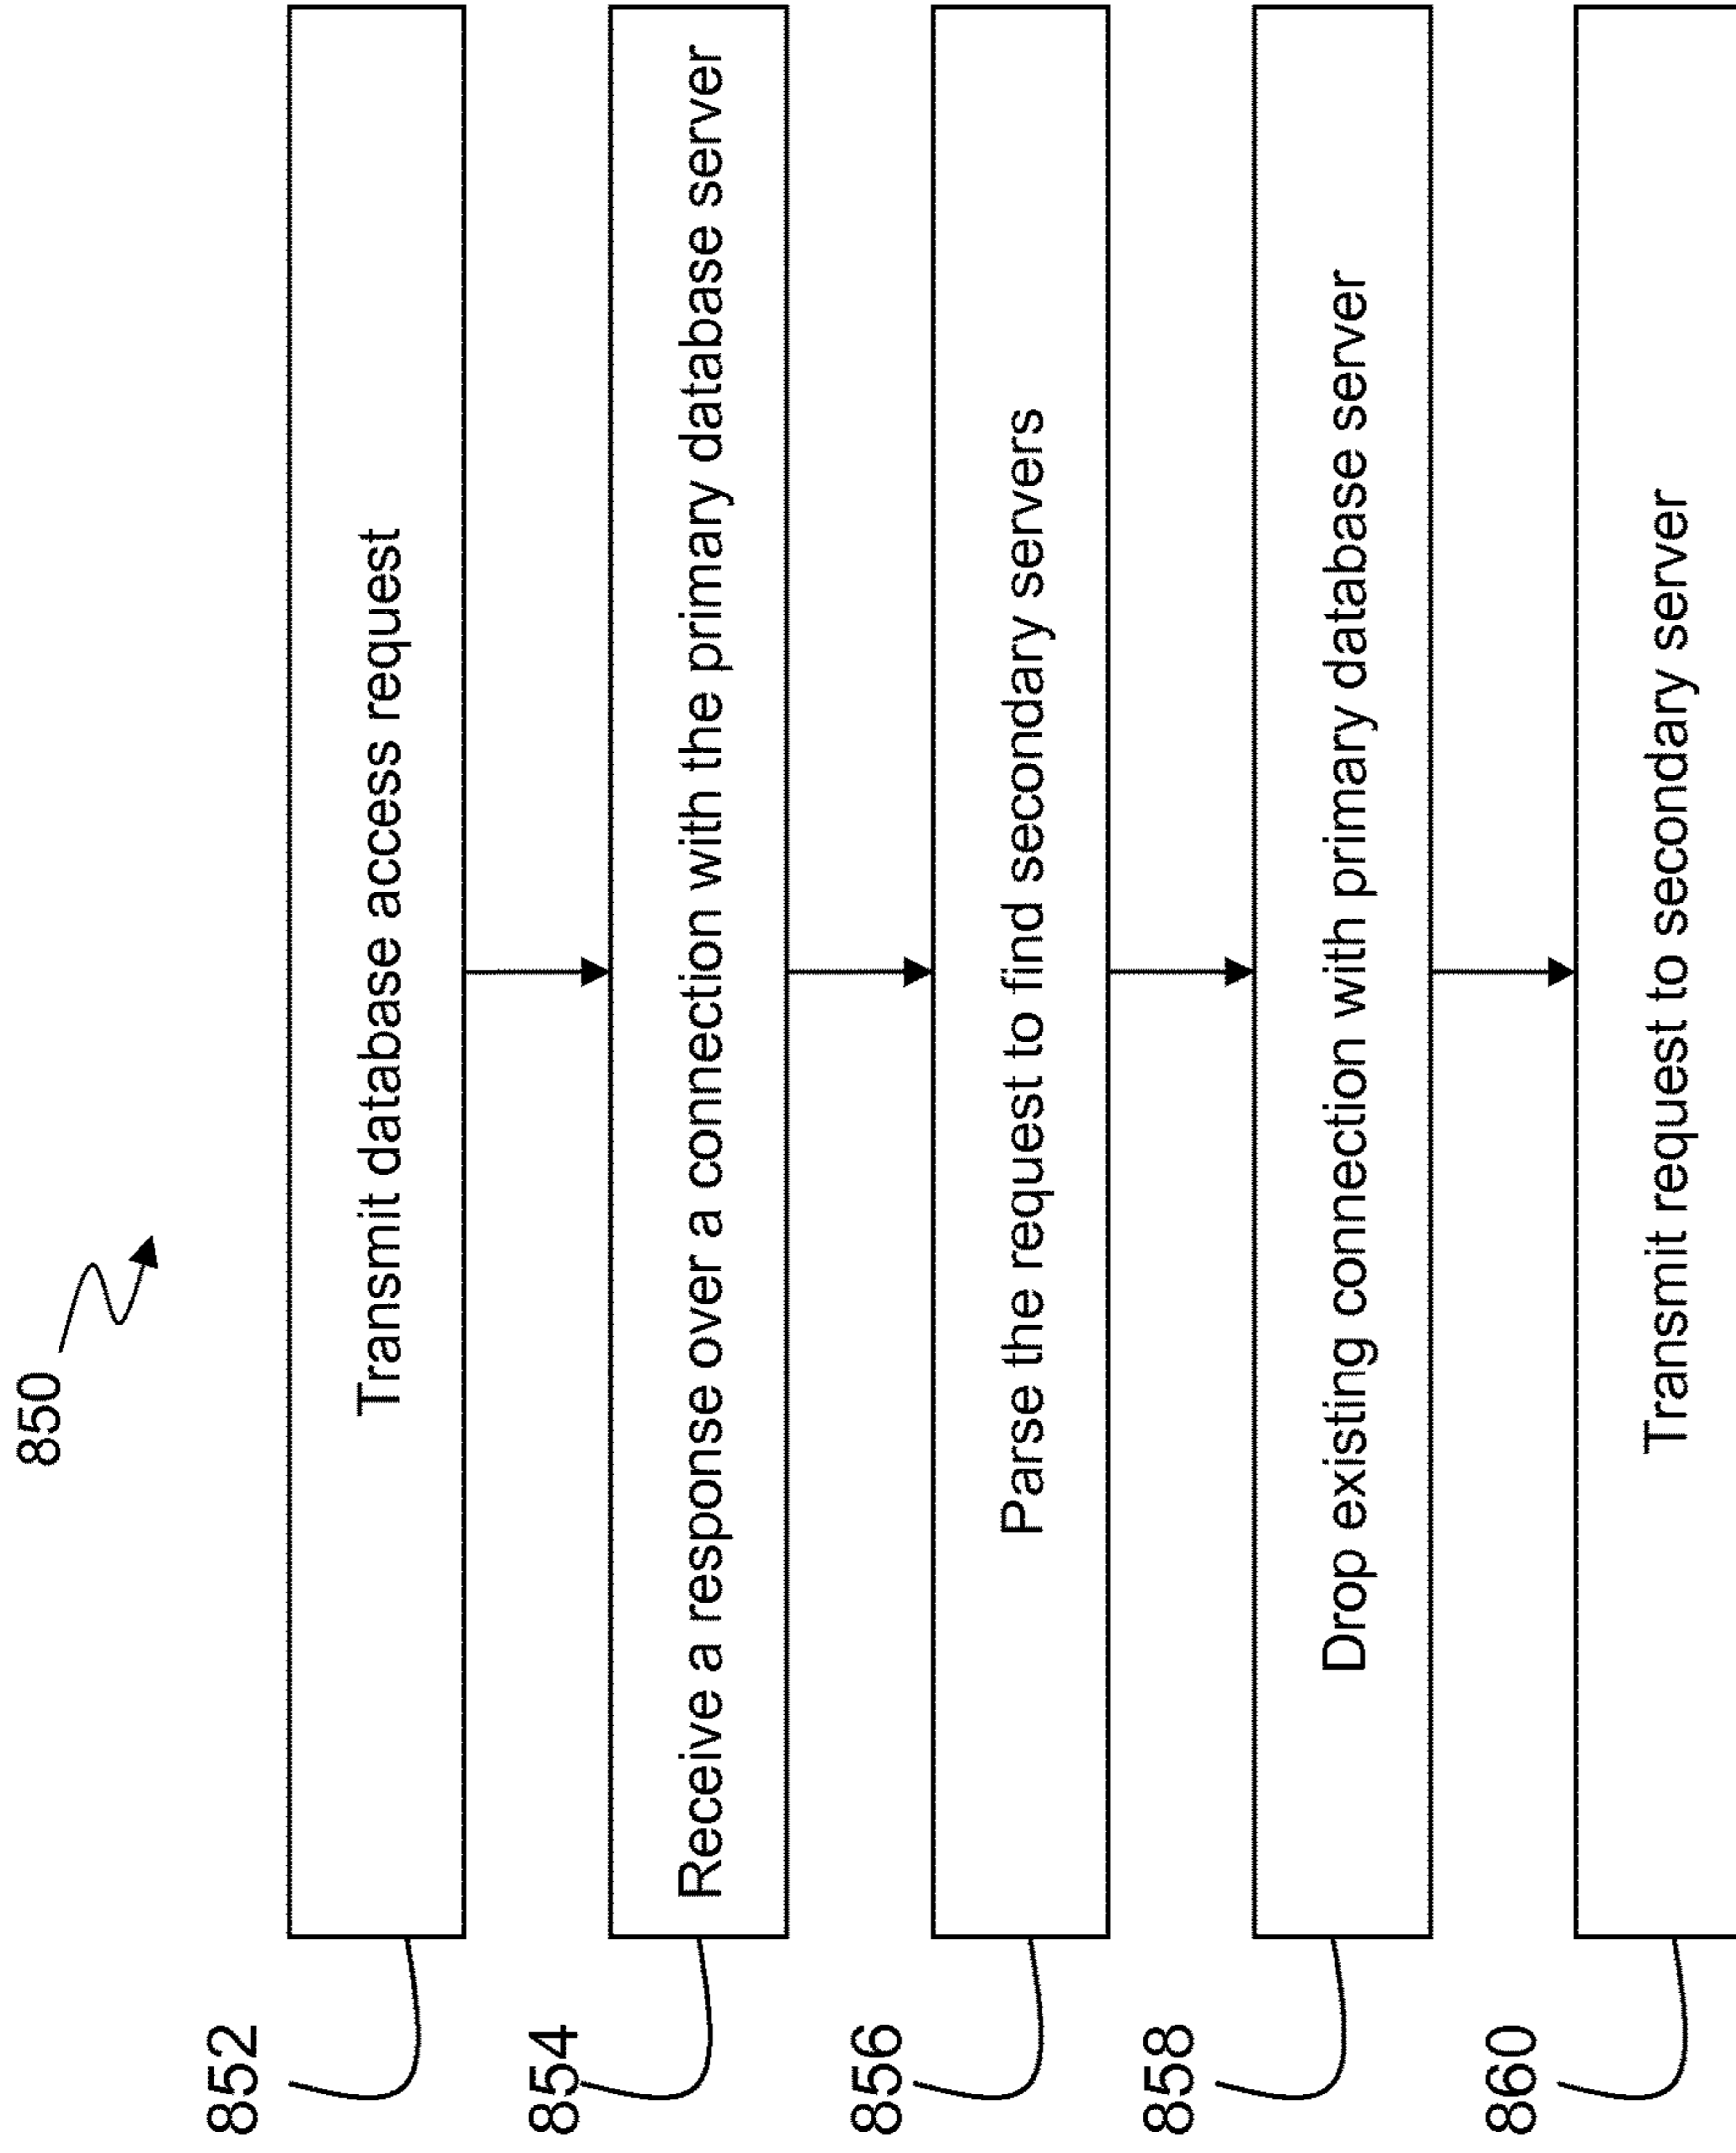 850
852
Transmit database access request
854
Receive a response over a connection with the primary database server
856
Parse the request to find secondary servers
858
Drop existing connection with primary database server
860
Transmit request to secondary server